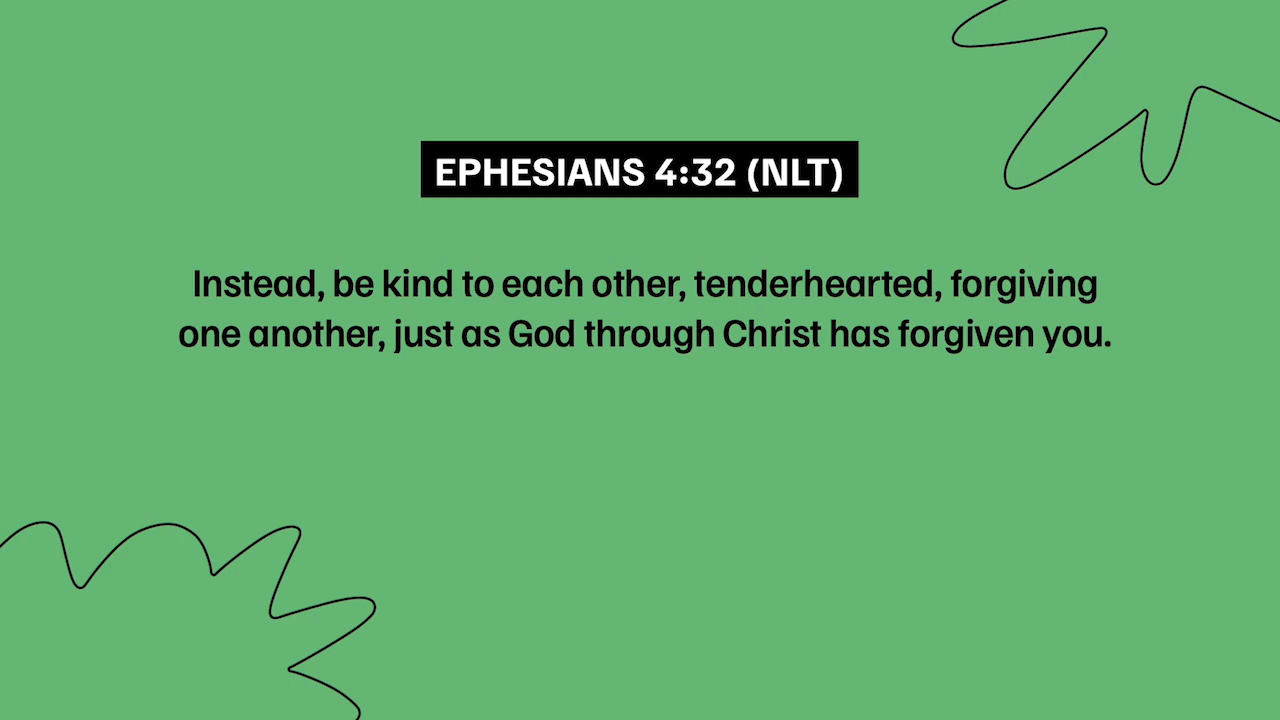 EPHESIANS 4:32 (NLT)
Instead, be kind to each other, tenderhearted, forgiving
one another, just as God through Christ has forgiven you.